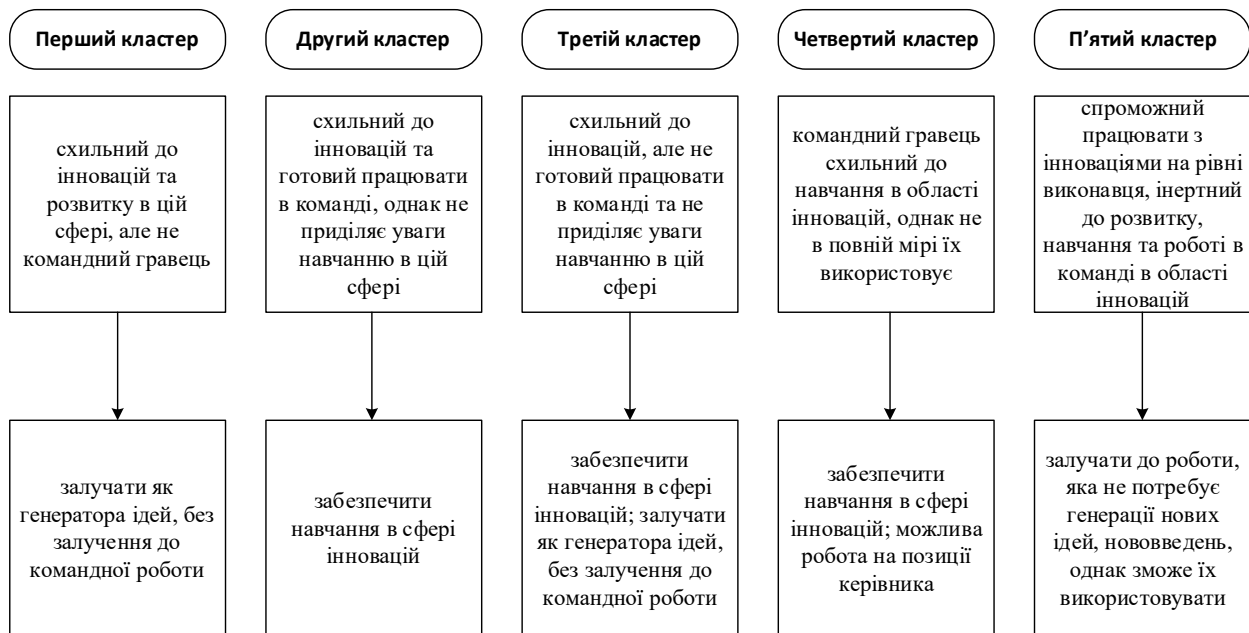 Перший кластер
Другий кластер
Третій кластер
Четвертий кластер
П’ятий кластер
схильний до
інновацій та
розвитку в цій
сфері, але не
командний гравець
схильний до
інновацій та
готовий працювати
в команді, однак не
приділяє уваги
навчанню в цій
сфері
схильний до
інновацій, але не
готовий працювати
в команді та не
приділяє уваги
навчанню в цій
сфері
командний гравець
схильний до
навчання в області
інновацій, однак не
в повній мірі їх
використовує
спроможний
працювати з
інноваціями на рівні
виконавця, інертний
до розвитку,
навчання та роботі в
команді в області
інновацій
залучати як
генератора ідей, без
залучення до
командної роботи
забезпечити
навчання в сфері
інновацій
забезпечити
навчання в сфері
інновацій; залучати
як генератора ідей,
без залучення до
командної роботи
забезпечити
навчання в сфері
інновацій; можлива
робота на позиції
керівника
залучати до роботи,
яка не потребує
генерації нових
ідей, нововведень,
однак зможе їх
використовувати